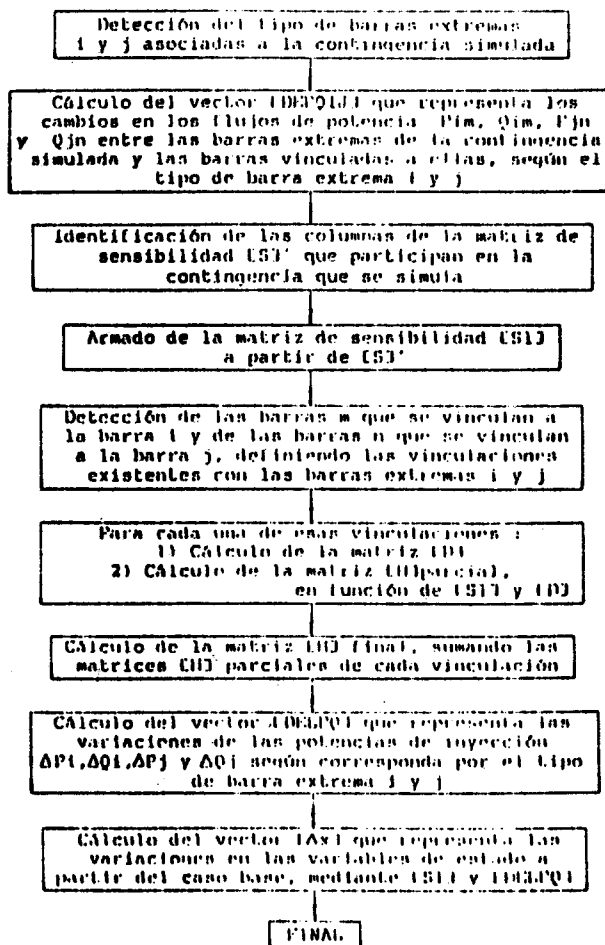 Detección del tipo de barras extremas
i y j asociadas a la contingencia simulada
Cálculo del vector [DEFQIJ] que representa los
cambios en los flujos de potencia Pim, Qim, Pjn
y Qjn entre las barras extremas de la contingencia
simulada y las barras vinculadas a ellas, según el
tipo de barra extrema i y j
Identificación de las columnas de la matriz de
sensibilidad [S]' que participan en la
contingencia que se simula
Armado de la matriz de sensibilidad [S1]
a partir de [S]'
Detección de las barras m que se vinculan a
la barra i y de las barras n que se vinculan
a la barra j, definiendo las vinculaciones
existentes con las barras extremas i y j
Para cada una de esas vinculaciones :
1) Cálculo de la matriz [D]
2) Cálculo de la matriz [H]parcial,
en función de [S1] y [D]
Cálculo de la matriz [H] final, sumando las
matrices [H] parciales de cada vinculación
Cálculo del vector [DELPQ] que representa las
variaciones de las potencias de inyección
ΔPi,ΔQi,ΔPj y ΔQj según corresponda por el tipo
de barra extrema i y j
Cálculo del vector [Δx] que representa las
variaciones en las variables de estado a
partir del caso base, mediante [S1] y [DELPQ]
FINAL